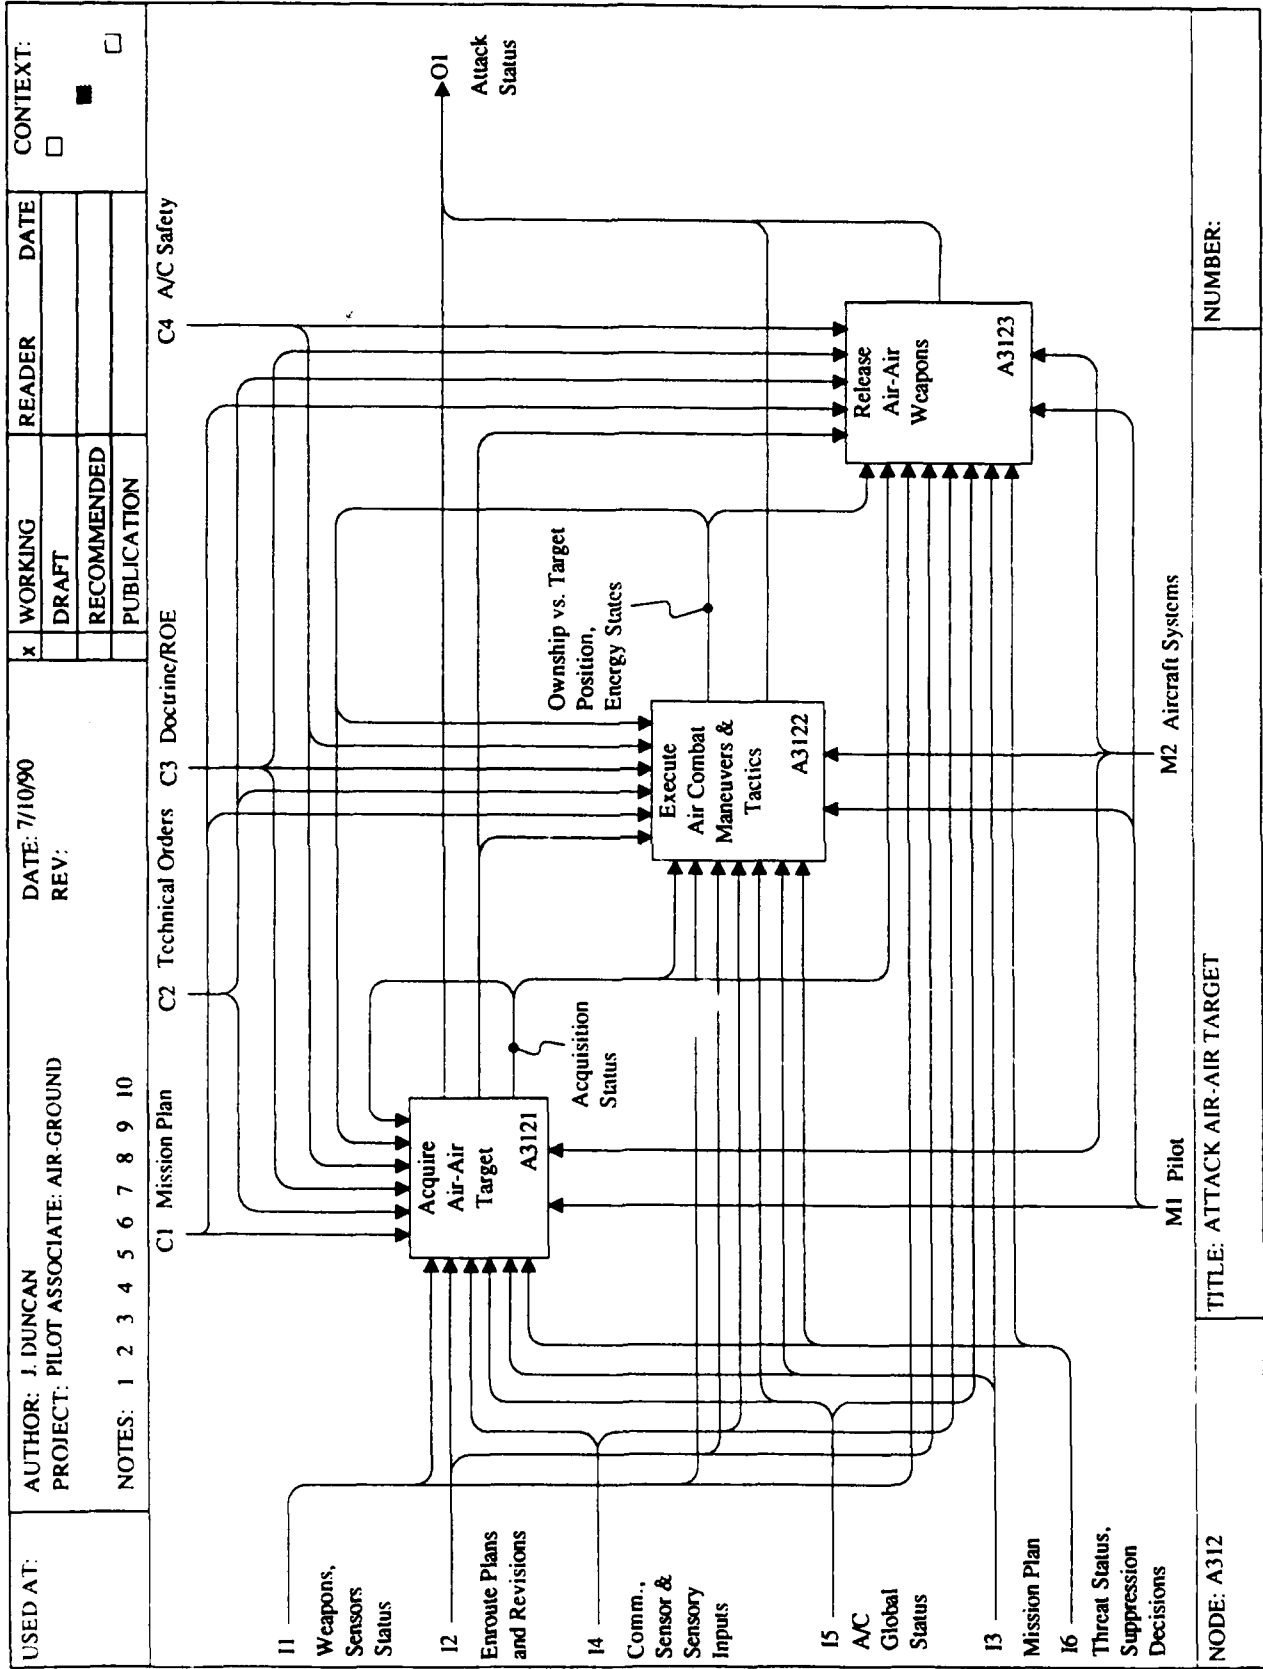 USED AT:
AUTHOR: J. DUNCAN
PROJECT: PILOT ASSOCIATE: AIR-GROUND
NOTES: 1 2 3 4 5 6 7 8 9 10
DATE: 7/10/90
REV:
x WORKING
DRAFT
RECOMMENDED
PUBLICATION
READER DATE
CONTEXT:
C1 Mission Plan
C2 Technical Orders
C3 Doctrine/ROE
C4 A/C Safety
I1
Weapons,
Sensors
Status
I2
Enroute Plans
and Revisions
I4
Comm.,
Sensor &
Sensory
Inputs
I5
A/C
Global
Status
I3
Mission Plan
I6
Threat Status,
Suppression
Decisions
Acquire
Air-Air
Target
A3121
Acquisition
Status
Execute
Air Combat
Maneuvers &
Tactics
A3122
Ownship vs. Target
Position,
Energy States
Release
Air-Air
Weapons
A3123
O1
Attack
Status
M1 Pilot
M2 Aircraft Systems
NODE: A312
TITLE: ATTACK AIR-AIR TARGET
NUMBER: